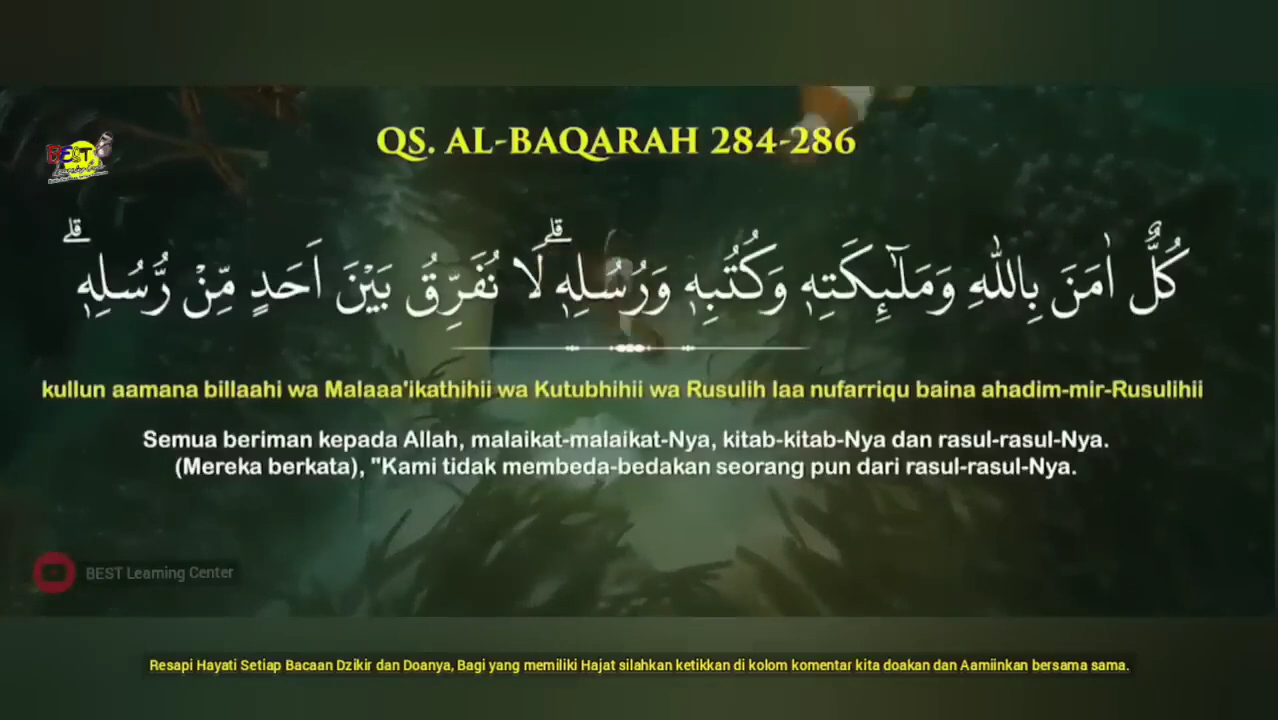 QS. AL-BAQARAH 284-286
BEST
كُلٌّ اٰمَنَ بِاللّٰهِ وَمَلٰۤىِٕكَتِهٖ وَكُتُبِهٖ وَرُسُلِهٖۗ لَا نُفَرِّقُ بَيْنَ اَحَدٍ مِّنْ رُّسُلِهٖۗ
kullun aamana billaahi wa Malaaa'ikathihii wa Kutubhihii wa Rusulih laa nufarriqu baina ahadim-mir-Rusulihii
Semua beriman kepada Allah, malaikat-malaikat-Nya, kitab-kitab-Nya dan rasul-rasul-Nya.
(Mereka berkata), "Kami tidak membeda-bedakan seorang pun dari rasul-rasul-Nya.
BEST Learning Center
Resapi Hayati Setiap Bacaan Dzikir dan Doanya, Bagi yang memiliki Hajat silahkan ketikkan di kolom komentar kita doakan dan Aamiinkan bersama sama.